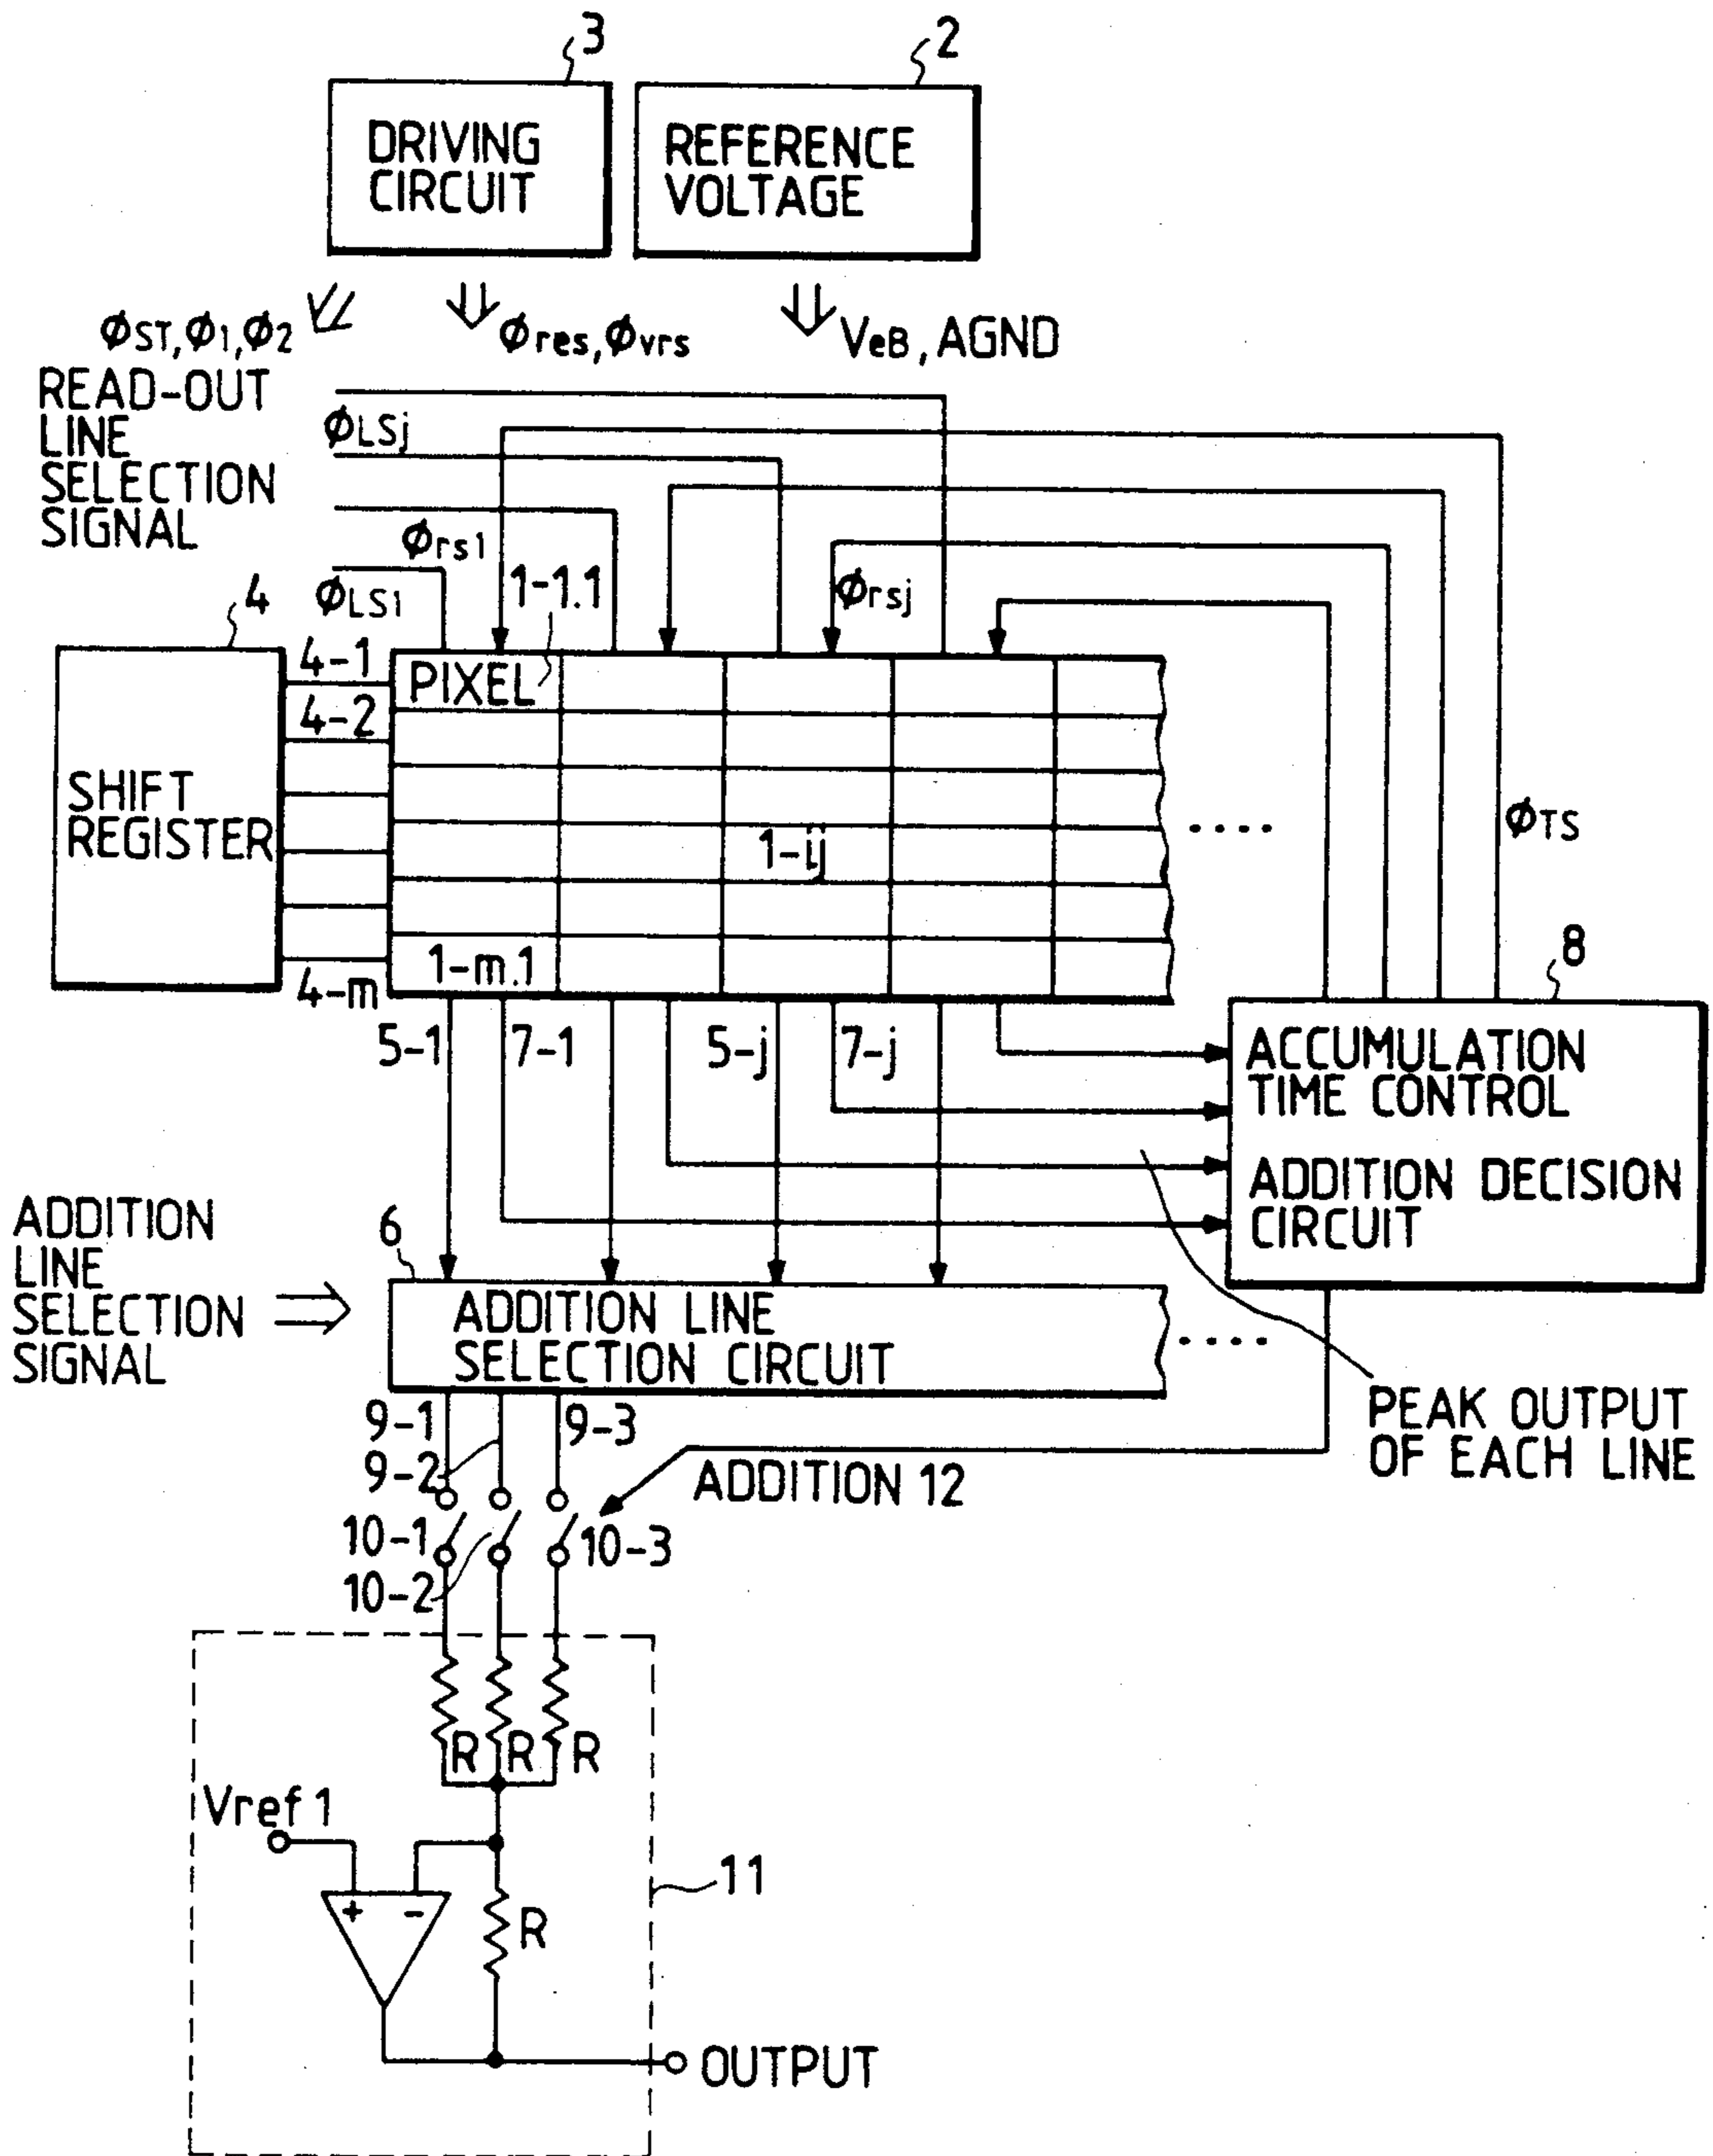 3
2
DRIVING
CIRCUIT
REFERENCE
VOLTAGE
φST, φ1, φ2
φres, φvrs
VeB, AGND
READ-OUT
LINE
SELECTION
SIGNAL
φLSj
φrs1
φLS1
1-1.1
φrsj
4
4-1
4-2
PIXEL
SHIFT
REGISTER
1-ij
....
φTS
4-m
1-m.1
8
5-1
7-1
5-j
7-j
ACCUMULATION
TIME CONTROL
ADDITION DECISION
CIRCUIT
ADDITION
LINE
SELECTION
SIGNAL
6
ADDITION LINE
SELECTION CIRCUIT
....
PEAK OUTPUT
OF EACH LINE
9-1
9-2
9-3
ADDITION 12
10-1
10-2
10-3
R
R
R
Vref 1
+
-
R
11
OUTPUT